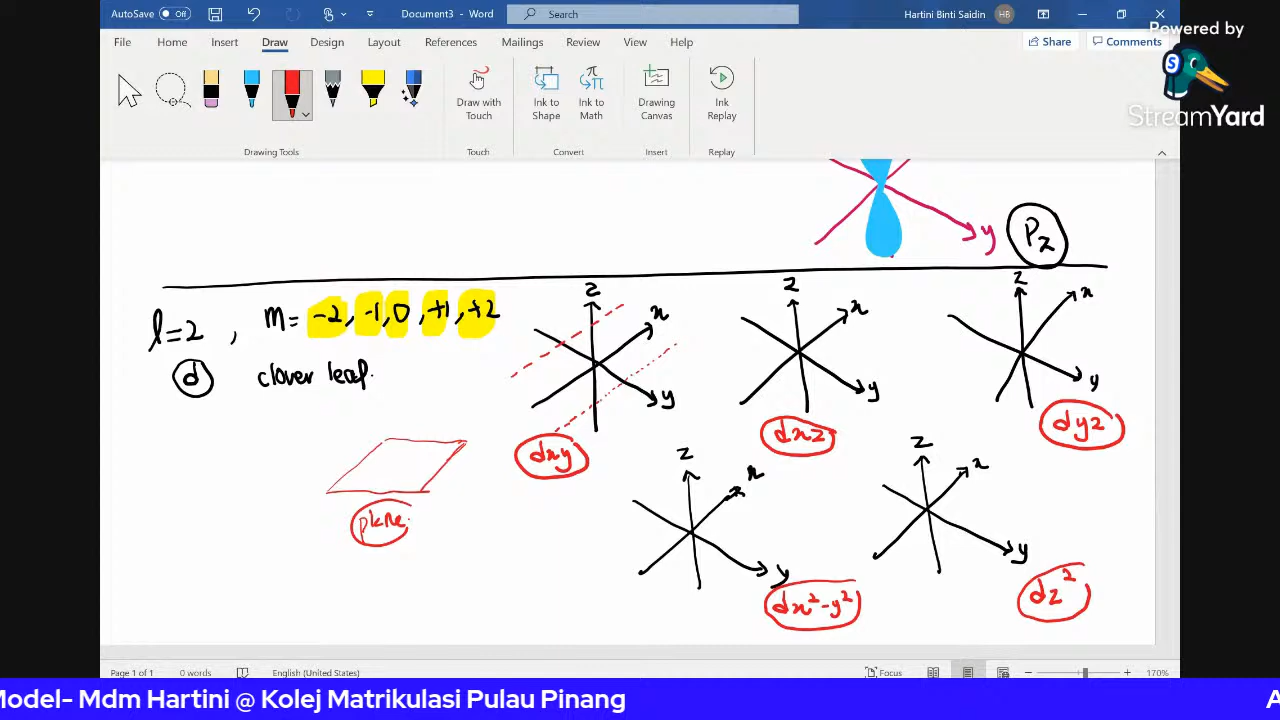 AutoSave Off
Document3 - Word
Search
Hartini Binti Saidin
HB
File Home Insert Draw Design Layout References Mailings Review View Help
Share Comments
Powered by
StreamYard
Draw with Touch
Ink to Shape
Ink to Math
Drawing Canvas
Ink Replay
Drawing Tools
Touch
Convert
Insert
Replay
y
Pz
l=2 , m= -2, -1, 0, +1, +2
d clover leaf.
z x y
dxy
z x y
dxz
z x y
dyz
plane
z x y
dx²-y²
z x y
dz²
Page 1 of 1 0 words English (United States) Focus 170%
Model- Mdm Hartini @ Kolej Matrikulasi Pulau Pinang
A